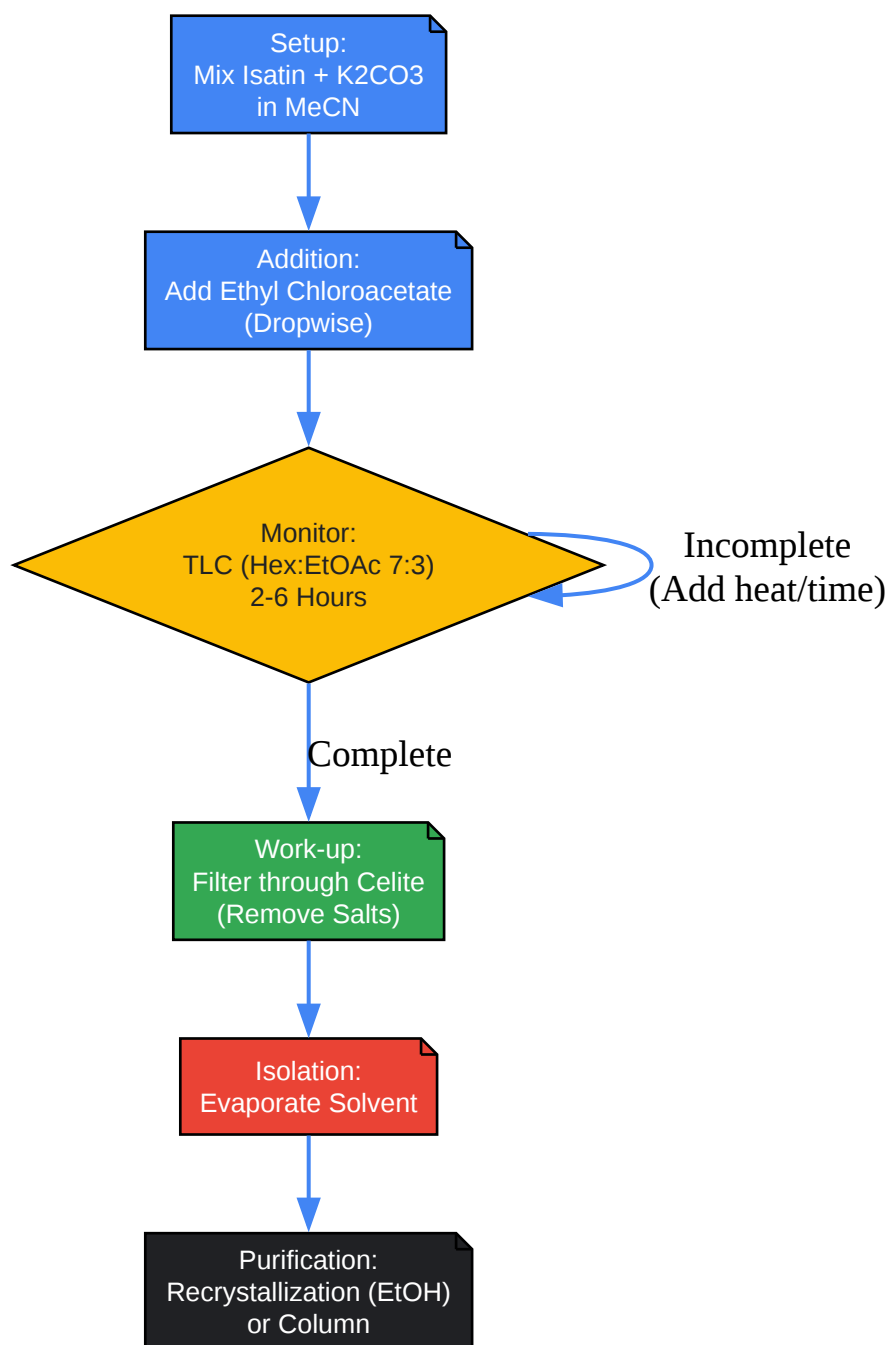 Setup:
Mix Isatin + K2CO3
in MeCN
Addition:
Add Ethyl Chloroacetate
(Dropwise)
Monitor:
TLC (Hex:EtOAc 7:3)
2-6 Hours
Incomplete
(Add heat/time)
Complete
Work-up:
Filter through Celite
(Remove Salts)
Isolation:
Evaporate Solvent
Purification:
Recrystallization (EtOH)
or Column